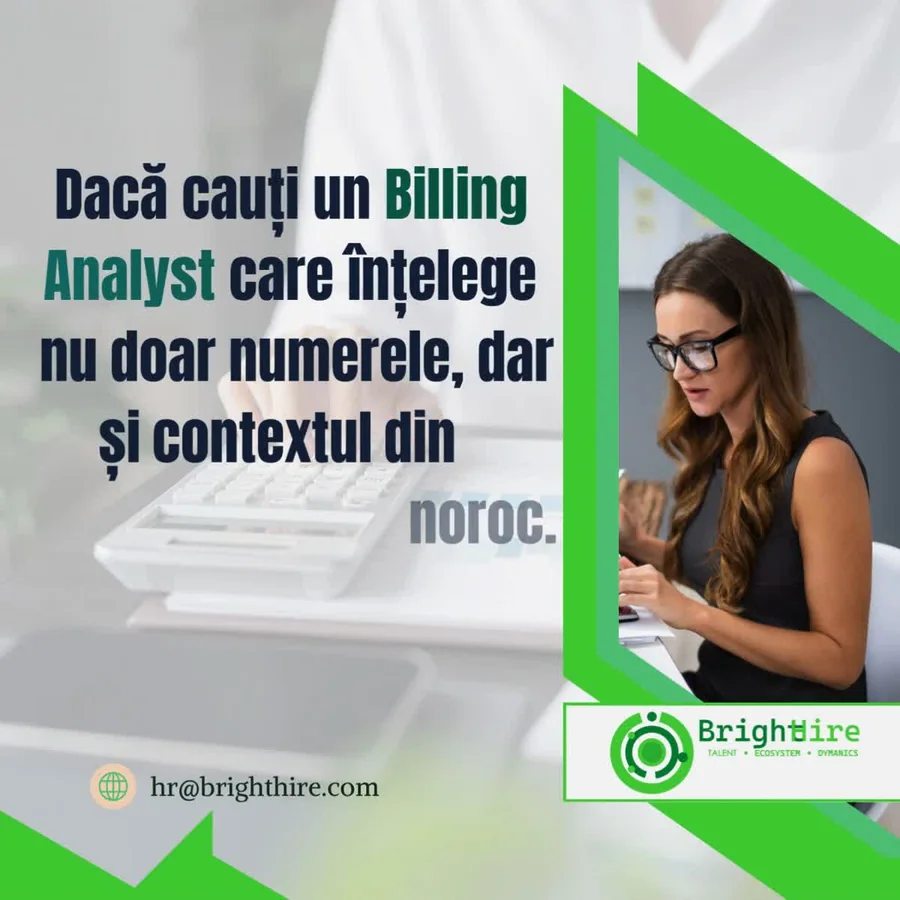 Dacă cauți un Billing
Analyst care înțelege
nu doar numerele, dar
și contextul din
noroc.
BrightHire
TALENT • ECOSYSTEM • DYMANICS
hr@brighthire.com